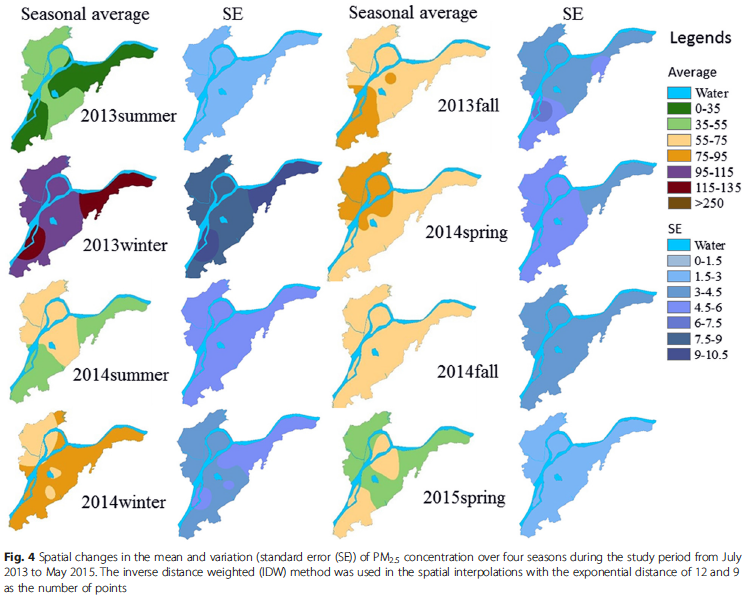 Seasonal average SE Seasonal average SE
Legends
Average
Water
0-35
35-55
55-75
75-95
95-115
115-135
>250
SE
Water
0-1.5
1.5-3
3-4.5
4.5-6
6-7.5
7.5-9
9-10.5
2013summer
2013fall
2013winter
2014spring
2014summer
2014fall
2014winter
2015spring
Fig. 4 Spatial changes in the mean and variation (standard error (SE)) of PM2.5 concentration over four seasons during the study period from July
2013 to May 2015. The inverse distance weighted (IDW) method was used in the spatial interpolations with the exponential distance of 12 and 9
as the number of points